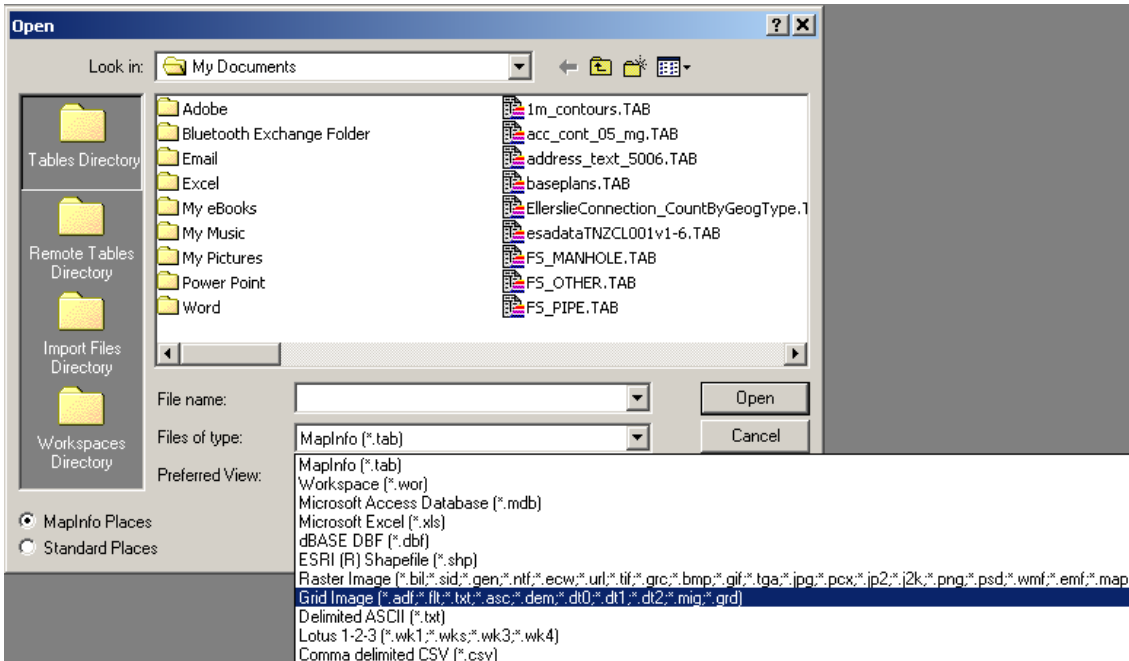 Open
Look in:
My Documents
Tables Directory
Remote Tables
Directory
Import Files
Directory
Workspaces
Directory
Adobe
Bluetooth Exchange Folder
Email
Excel
My eBooks
My Music
My Pictures
Power Point
Word
1m_contours.TAB
acc_cont_05_mg.TAB
address_text_5006.TAB
baseplans.TAB
EllerslieConnection_CountByGeogType.T
esadataTNZCL001v1-6.TAB
FS_MANHOLE.TAB
FS_OTHER.TAB
FS_PIPE.TAB
File name:
Open
Files of type:
MapInfo (*.tab)
Cancel
Preferred View:
MapInfo (*.tab)
Workspace (*.wor)
Microsoft Access Database (*.mdb)
Microsoft Excel (*.xls)
dBASE DBF (*.dbf)
ESRI (R) Shapefile (*.shp)
Raster Image (*.bil;*.sid;*.gen;*.ntf;*.ecw;*.url;*.tif;*.grc;*.bmp;*.gif;*.tga;*.jpg;*.pcx;*.jp2;*.j2k;*.png;*.psd;*.wmf;*.emf;*.map
Grid Image (*.adf;*.flt;*.txt;*.asc;*.dem;*.dt0;*.dt1;*.dt2;*.mig;*.grd)
Delimited ASCII (*.txt)
Lotus 1-2-3 (*.wk1;*.wks;*.wk3;*.wk4)
Comma delimited CSV (*.csv)
MapInfo Places
Standard Places